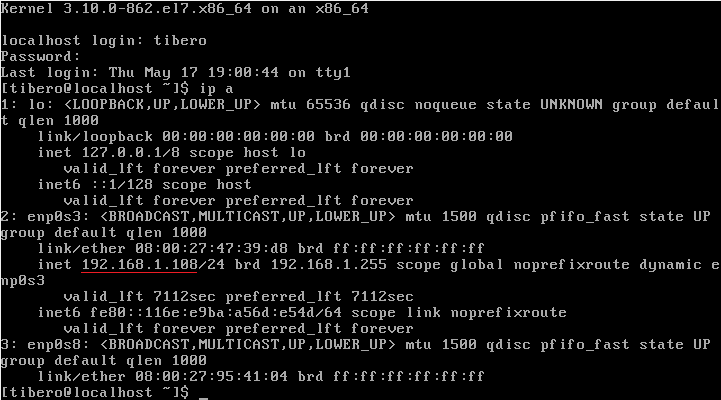 Kernel 3.10.0-862.el7.x86_64 on an x86_64
localhost login: tibero
Password:
Last login: Thu May 17 19:00:44 on tty1
[tibero@localhost ~]$ ip a
1: lo: <LOOPBACK,UP,LOWER_UP> mtu 65536 qdisc noqueue state UNKNOWN group defaul
t qlen 1000
    link/loopback 00:00:00:00:00:00 brd 00:00:00:00:00:00
    inet 127.0.0.1/8 scope host lo
       valid_lft forever preferred_lft forever
    inet6 ::1/128 scope host
       valid_lft forever preferred_lft forever
2: enp0s3: <BROADCAST,MULTICAST,UP,LOWER_UP> mtu 1500 qdisc pfifo_fast state UP
group default qlen 1000
    link/ether 08:00:27:47:39:d8 brd ff:ff:ff:ff:ff:ff
    inet 192.168.1.108/24 brd 192.168.1.255 scope global noprefixroute dynamic e
np0s3
       valid_lft 7112sec preferred_lft 7112sec
    inet6 fe80::116e:e9ba:a56d:e54d/64 scope link noprefixroute
       valid_lft forever preferred_lft forever
3: enp0s8: <BROADCAST,MULTICAST,UP,LOWER_UP> mtu 1500 qdisc pfifo_fast state UP
group default qlen 1000
    link/ether 08:00:27:95:41:04 brd ff:ff:ff:ff:ff:ff
[tibero@localhost ~]$ _